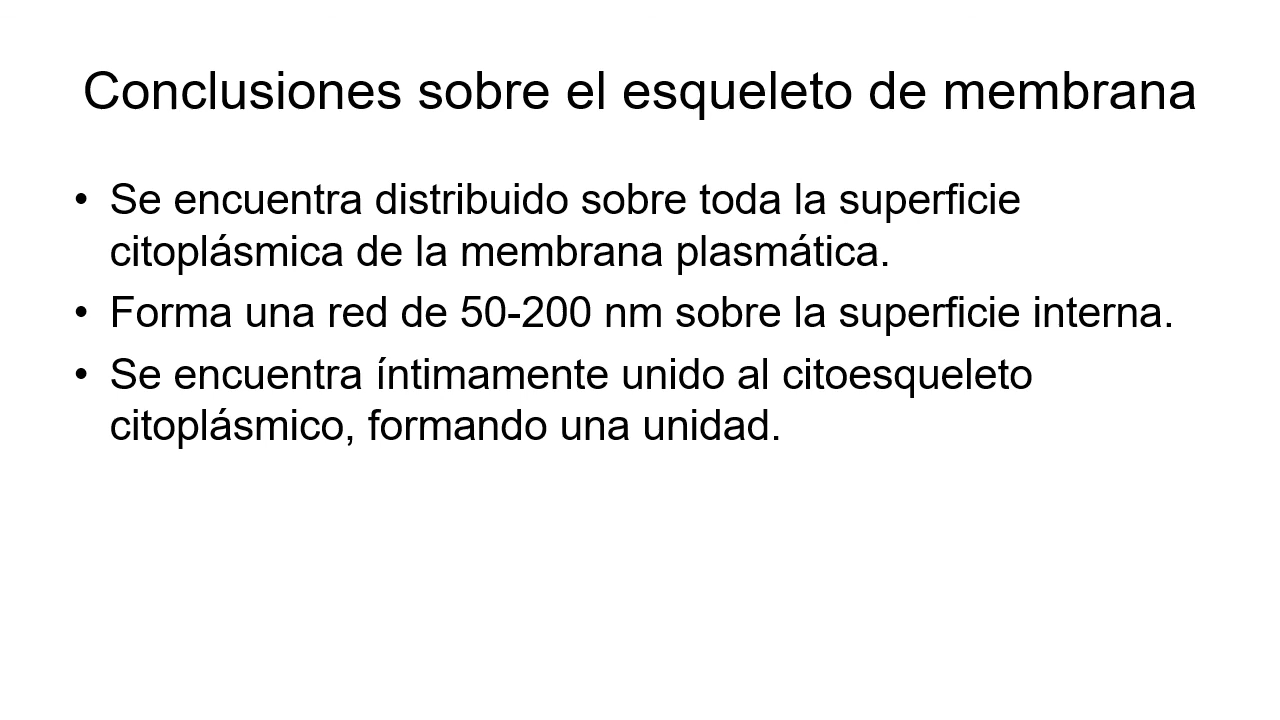 Conclusiones sobre el esqueleto de membrana
• Se encuentra distribuido sobre toda la superficie
citoplásmica de la membrana plasmática.
• Forma una red de 50-200 nm sobre la superficie interna.
• Se encuentra íntimamente unido al citoesqueleto
citoplásmico, formando una unidad.